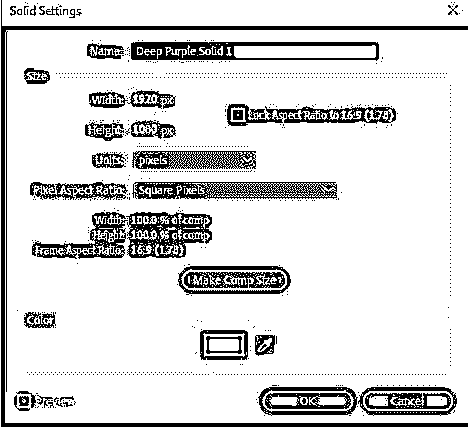 Solid Settings
Name: Deep Purple Solid 1
Size
Width: 1920 px
Lock Aspect Ratio to 16:9 (1.78)
Height: 1080 px
Units: pixels
Pixel Aspect Ratio: Square Pixels
Width: 100.0 % of comp
Height: 100.0 % of comp
Frame Aspect Ratio: 16:9 (1.78)
Make Comp Size
Color
Preview
OK
Cancel